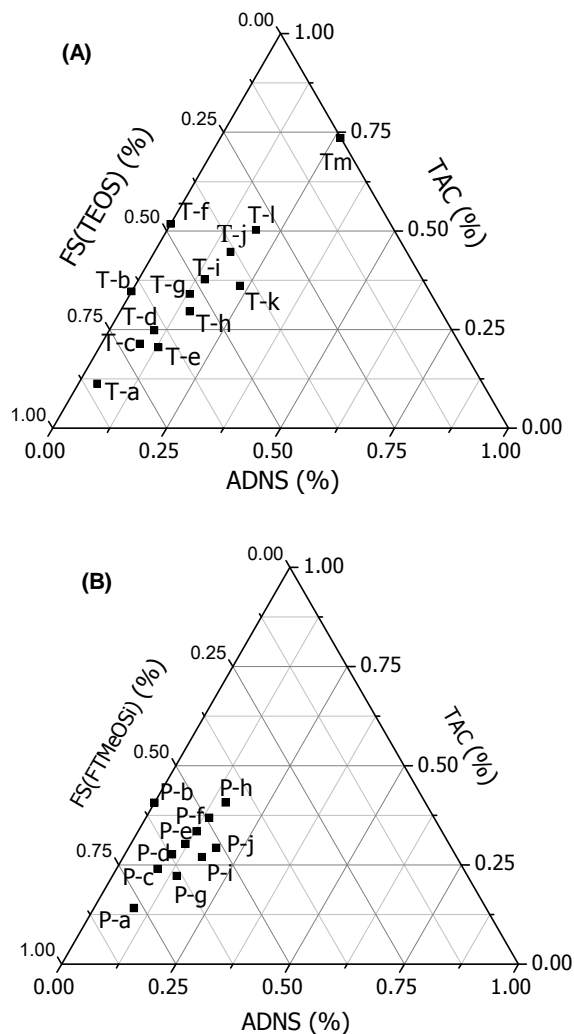 (A)
0.00
1.00
0.25
0.75
Tm
FS(TEOS) (%)
TAC (%)
0.50
T-f
T-l
0.50
T-j
T-i
T-b
T-g
T-k
T-d
T-h
0.75
0.25
T-c
T-e
T-a
1.00
0.00
0.00
0.25
0.50
0.75
1.00
ADNS (%)
(B)
0.00
1.00
0.25
0.75
FS(FTMeOSi) (%)
TAC (%)
0.50
0.50
P-b
P-h
P-f
P-e
P-j
P-d
0.75
0.25
P-c
P-i
P-g
P-a
1.00
0.00
0.00
0.25
0.50
0.75
1.00
ADNS (%)